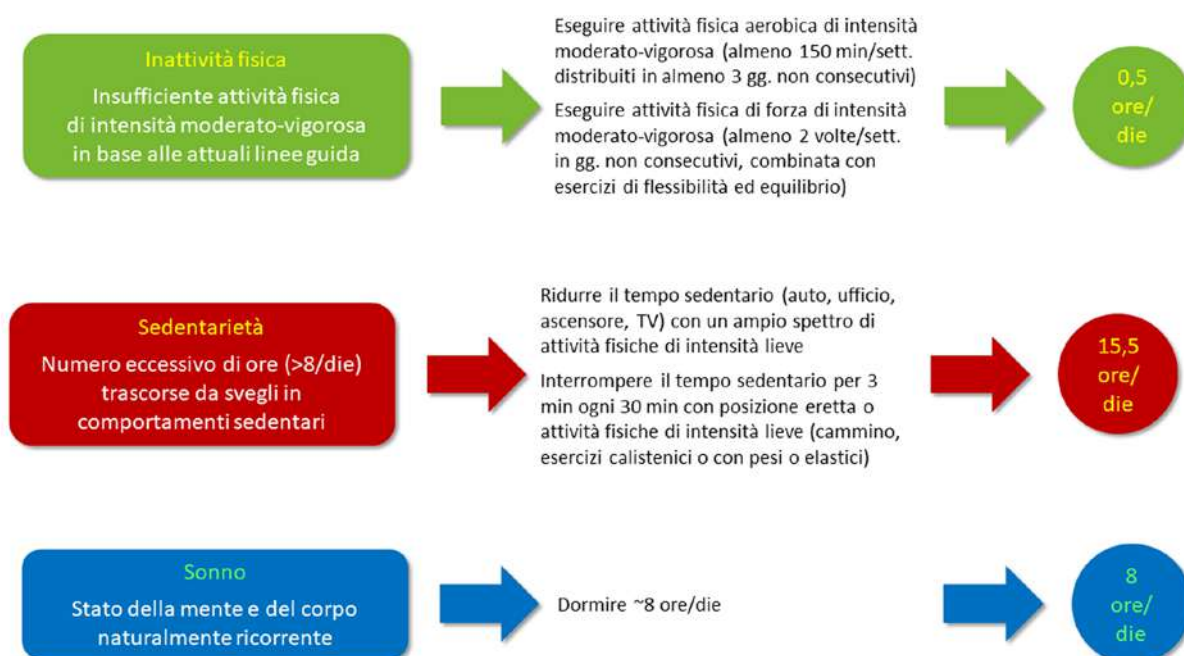 Inattività fisica
Insufficiente attività fisica
di intensità moderato-vigorosa
in base alle attuali linee guida
Eseguire attività fisica aerobica di intensità
moderato-vigorosa (almeno 150 min/sett.
distribuiti in almeno 3 gg. non consecutivi)
Eseguire attività fisica di forza di intensità
moderato-vigorosa (almeno 2 volte/sett.
in gg. non consecutivi, combinata con
esercizi di flessibilità ed equilibrio)
0,5
ore/
die
Sedentarietà
Numero eccessivo di ore (>8/die)
trascorse da svegli in
comportamenti sedentari
Ridurre il tempo sedentario (auto, ufficio,
ascensore, TV) con un ampio spettro di
attività fisiche di intensità lieve
Interrompere il tempo sedentario per 3
min ogni 30 min con posizione eretta o
attività fisiche di intensità lieve (cammino,
esercizi calistenici o con pesi o elastici)
15,5
ore/
die
Sonno
Stato della mente e del corpo
naturalmente ricorrente
Dormire ~8 ore/die
8
ore/
die